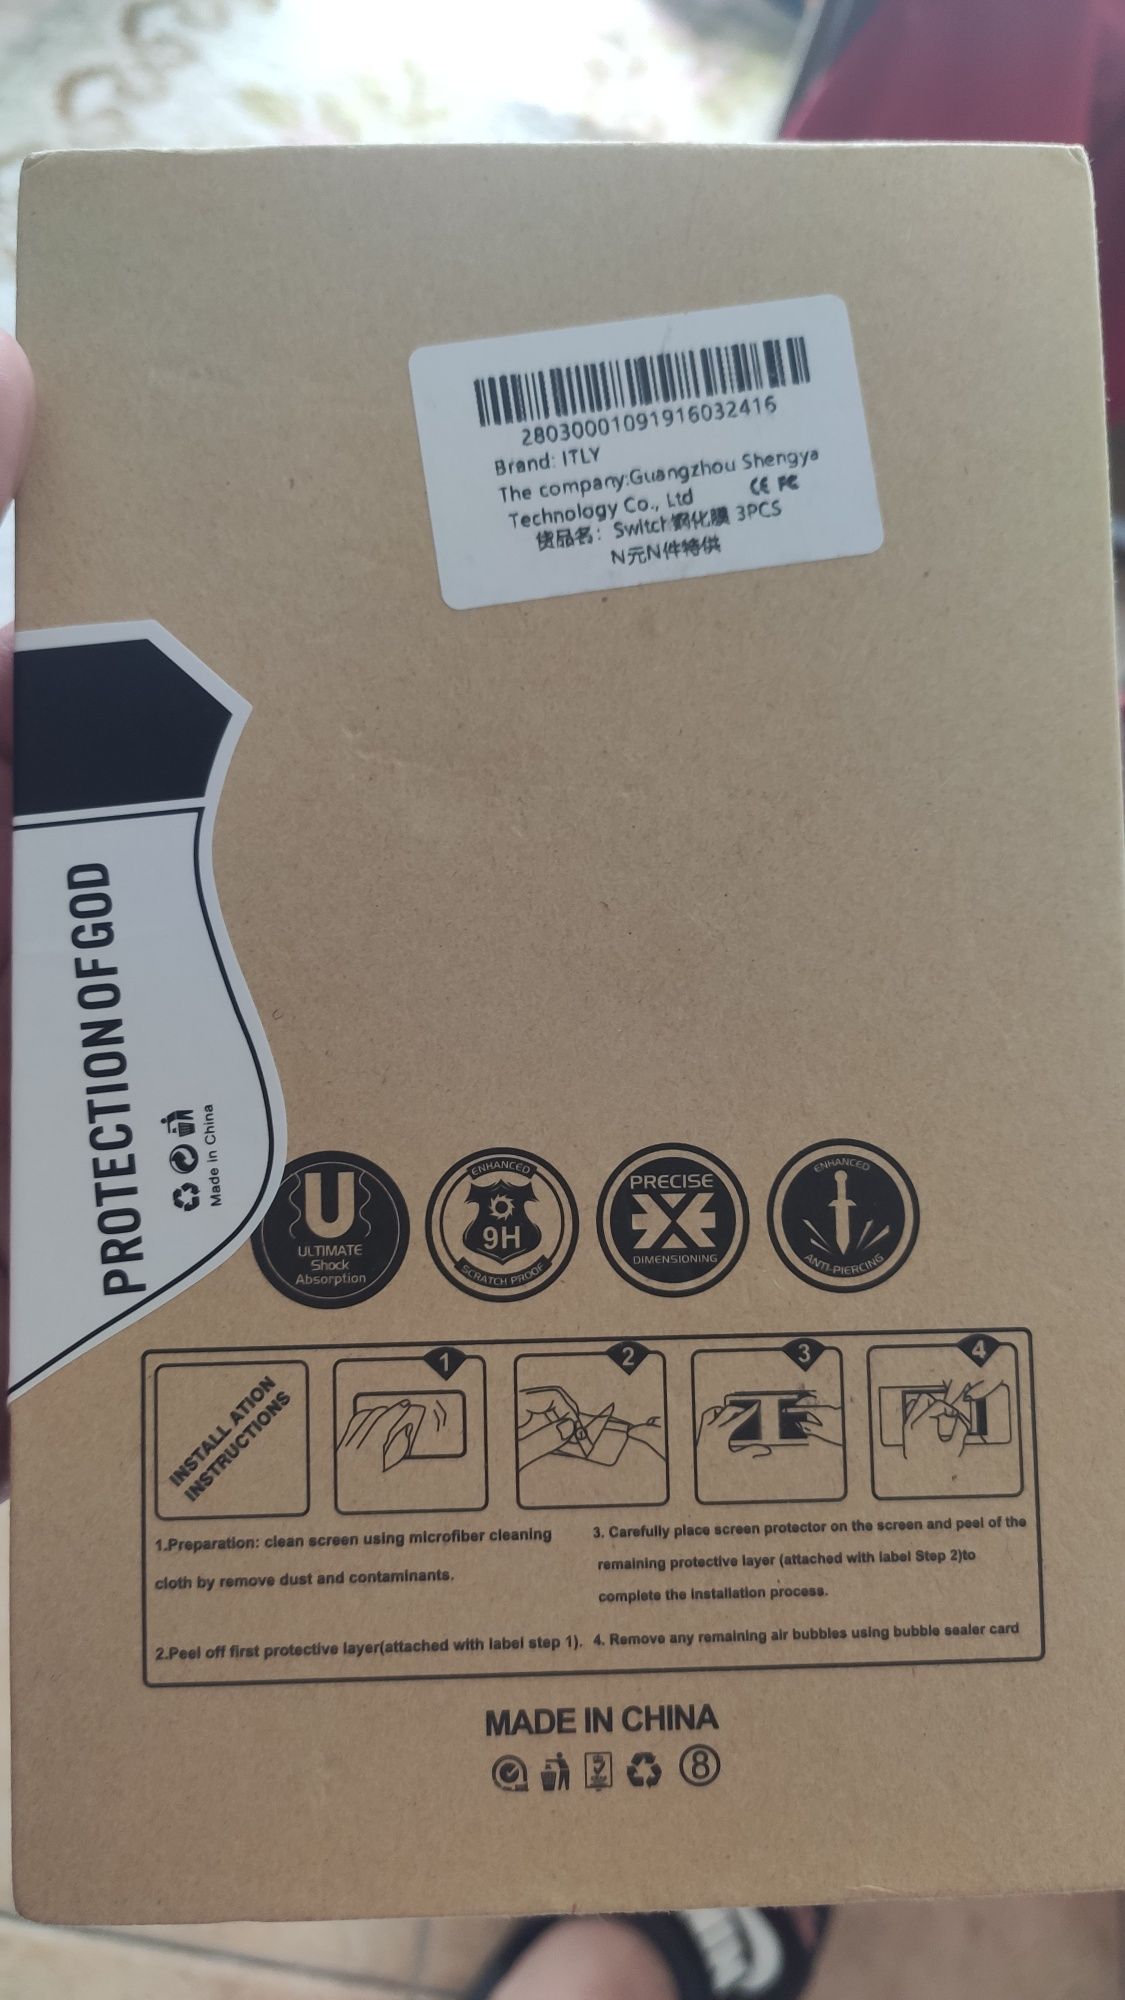 28030001091916032416
Brand: ITLY
The company:Guangzhou Shengya
Technology Co., Ltd CE FC
货品名：Switch钢化膜 3PCS
N元N件特供
PROTECTION OF GOD
Made in China
U
ULTIMATE
Shock
Absorption
ENHANCED
9H
SCRATCH PROOF
PRECISE
DIMENSIONING
ENHANCED
ANTI-PIERCING
INSTALL ATION
INSTRUCTIONS
1
2
3
4
1.Preparation: clean screen using microfiber cleaning
cloth by remove dust and contaminants.
2.Peel off first protective layer(attached with label step 1).
3. Carefully place screen protector on the screen and peel of the
remaining protective layer (attached with label Step 2)to
complete the installation process.
4. Remove any remaining air bubbles using bubble sealer card
MADE IN CHINA
8